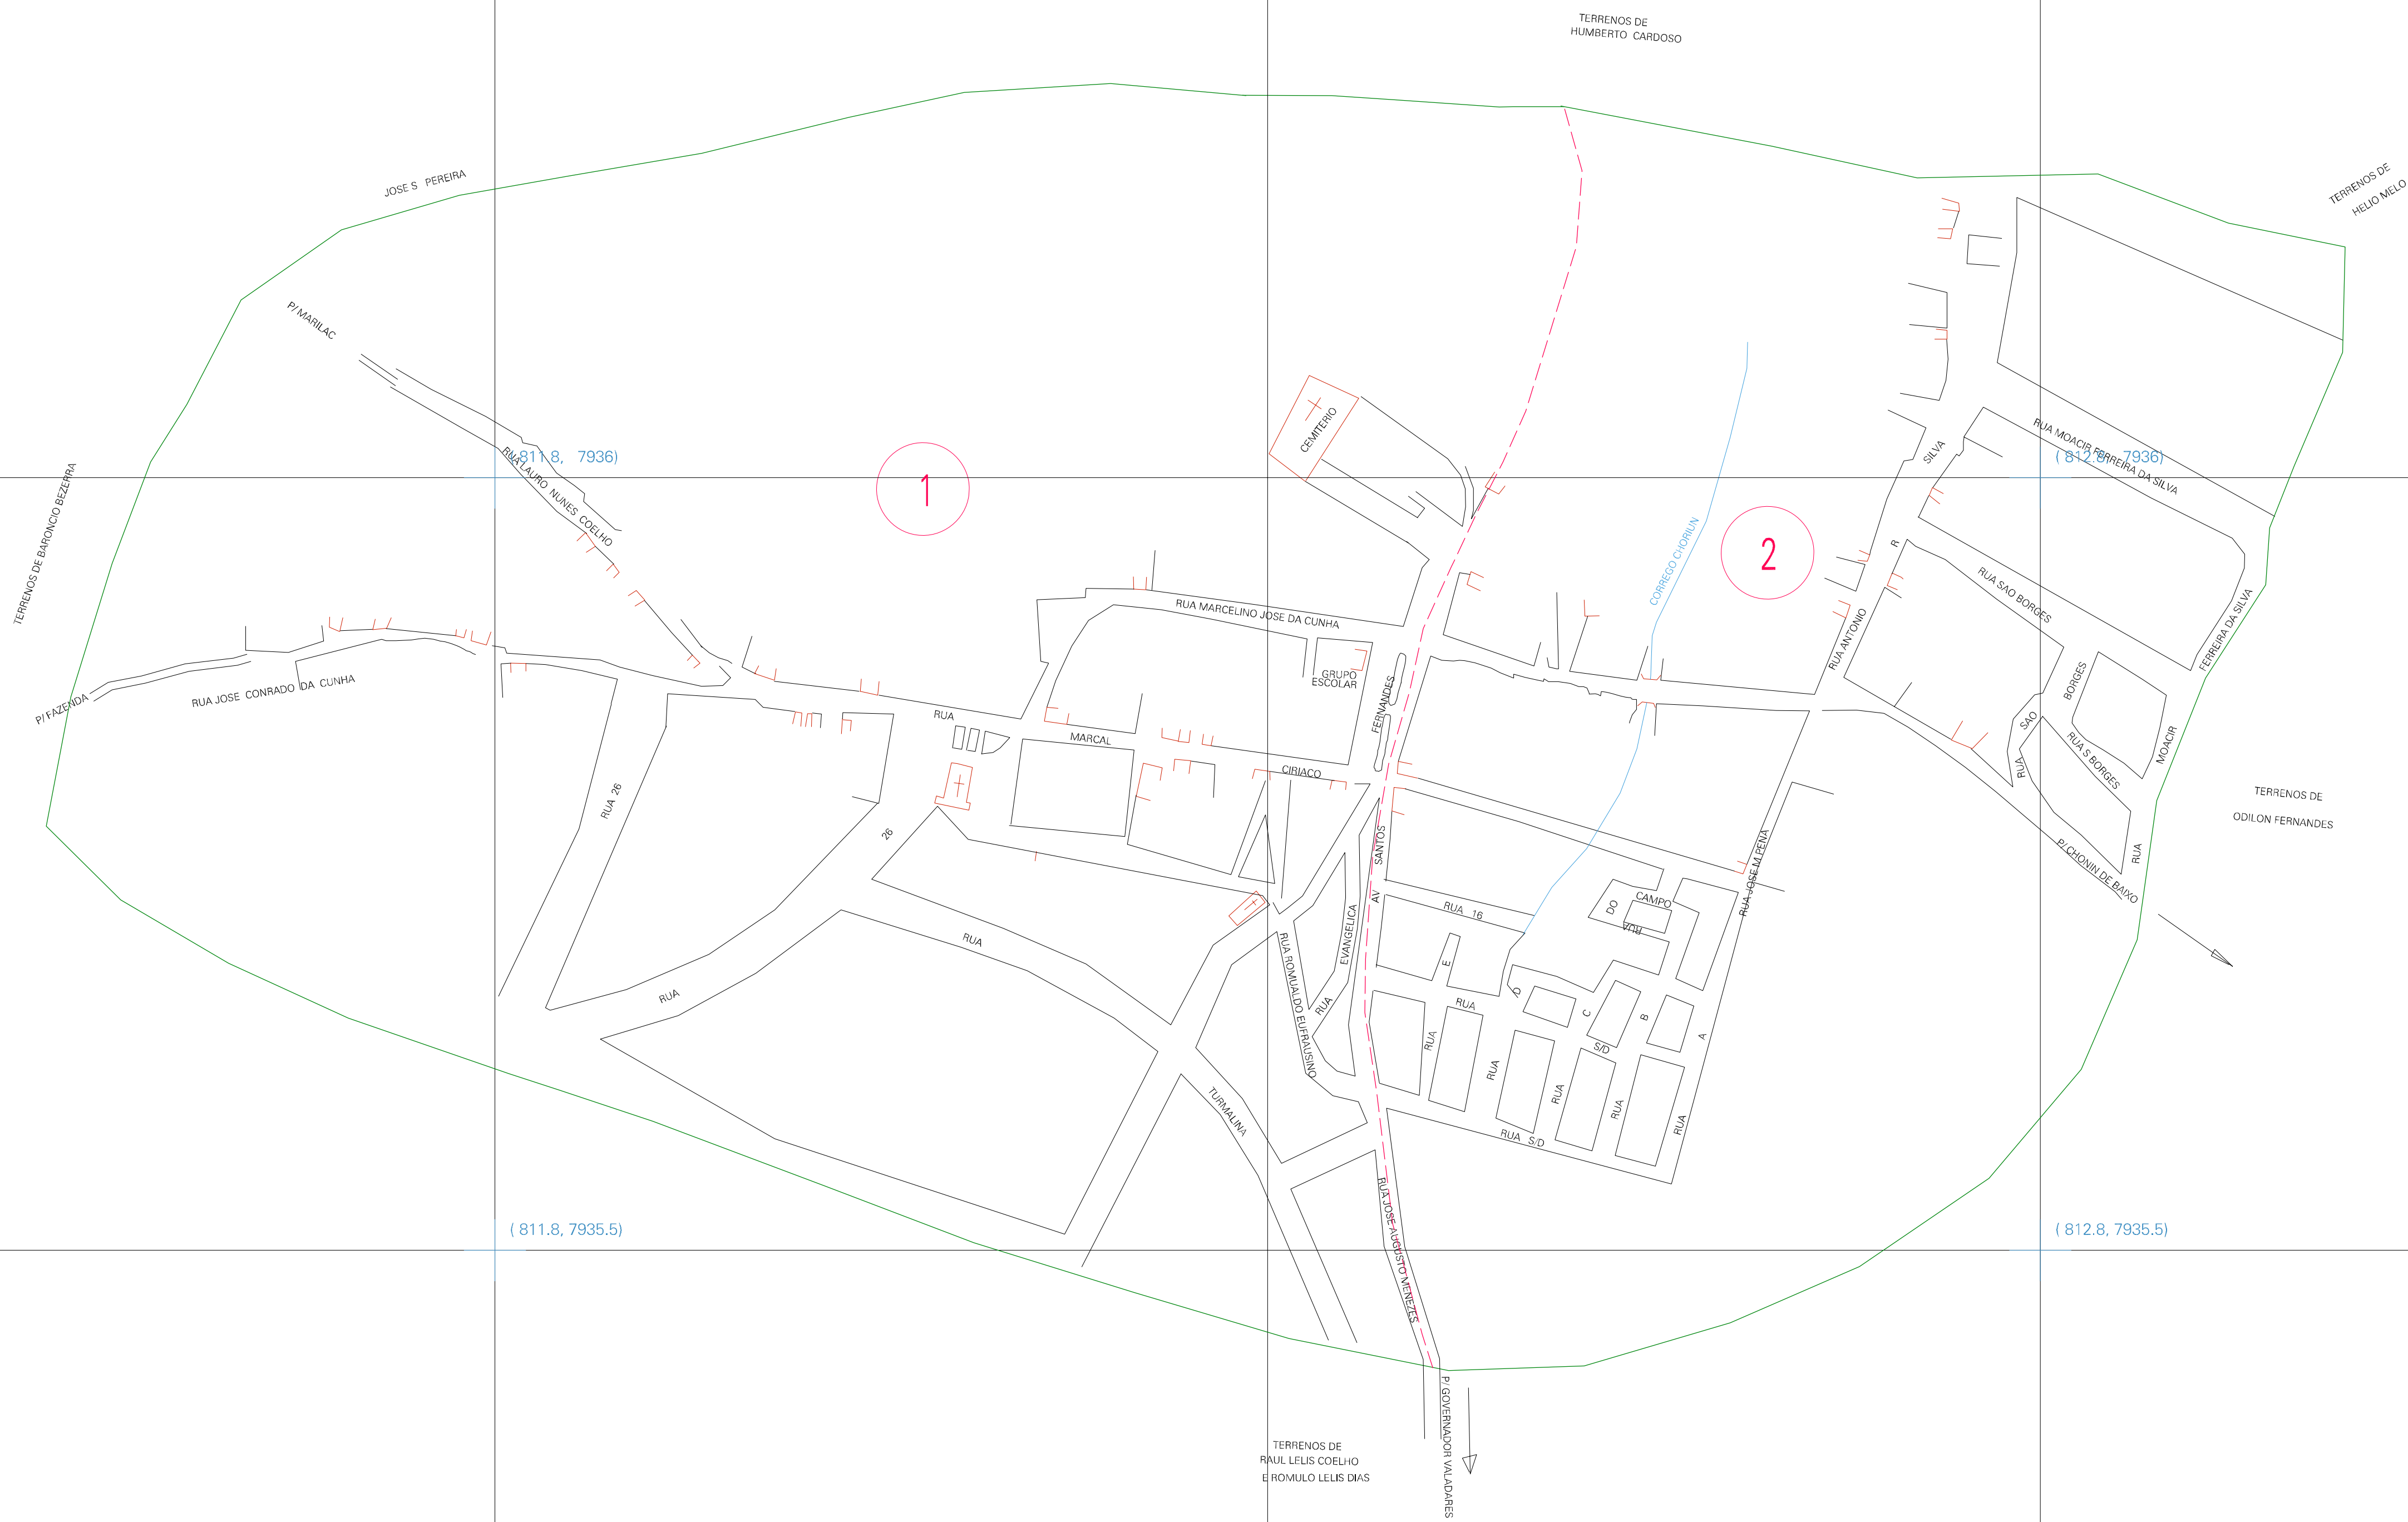 TERRENOS DE
HUMBERTO CARDOSO
TERRENOS DE
HELIO MELO
JOSE S PEREIRA
P/ MARILAC
RUA LAURO NUNES COELHO
(811.8, 7936)
1
CEMITERIO
CORREGO CHORIUN
2
SILVA
R
RUA ANTONIO
RUA MOACIR FERREIRA DA SILVA
(812.8, 7936)
RUA SAO BORGES
FERREIRA DA SILVA
MOACIR
RUA
BORGES
SAO
RUA
RUA S BORGES
TERRENOS DE BARONCIO BEZERRA
P/ FAZENDA
RUA JOSE CONRADO DA CUNHA
RUA MARCELINO JOSE DA CUNHA
GRUPO
ESCOLAR
FERNANDES
SANTOS
AV
RUA
MARCAL
CIRIACO
RUA 26
26
RUA
RUA
TURMALINA
RUA ROMUALDO EUFRAUSINO
EVANGELICA
RUA
RUA 16
CAMPO
DO
RUA
RUA JOSE M PENA
E
RUA
D
RUA
C
RUA
B
RUA
A
RUA
RUA
S/D
RUA S/D
P/ CHONIN DE BAIXO
TERRENOS DE
ODILON FERNANDES
(811.8, 7935.5)
(812.8, 7935.5)
RUA JOSE AUGUSTO MENEZES
P/ GOVERNADOR VALADARES
TERRENOS DE
RAUL LELIS COELHO
E ROMULO LELIS DIAS